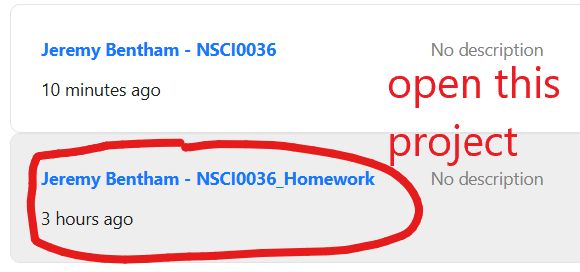 Jeremy Bentham - NSCI0036
No description
10 minutes ago
open this
project
Jeremy Bentham - NSCI0036_Homework
No description
3 hours ago